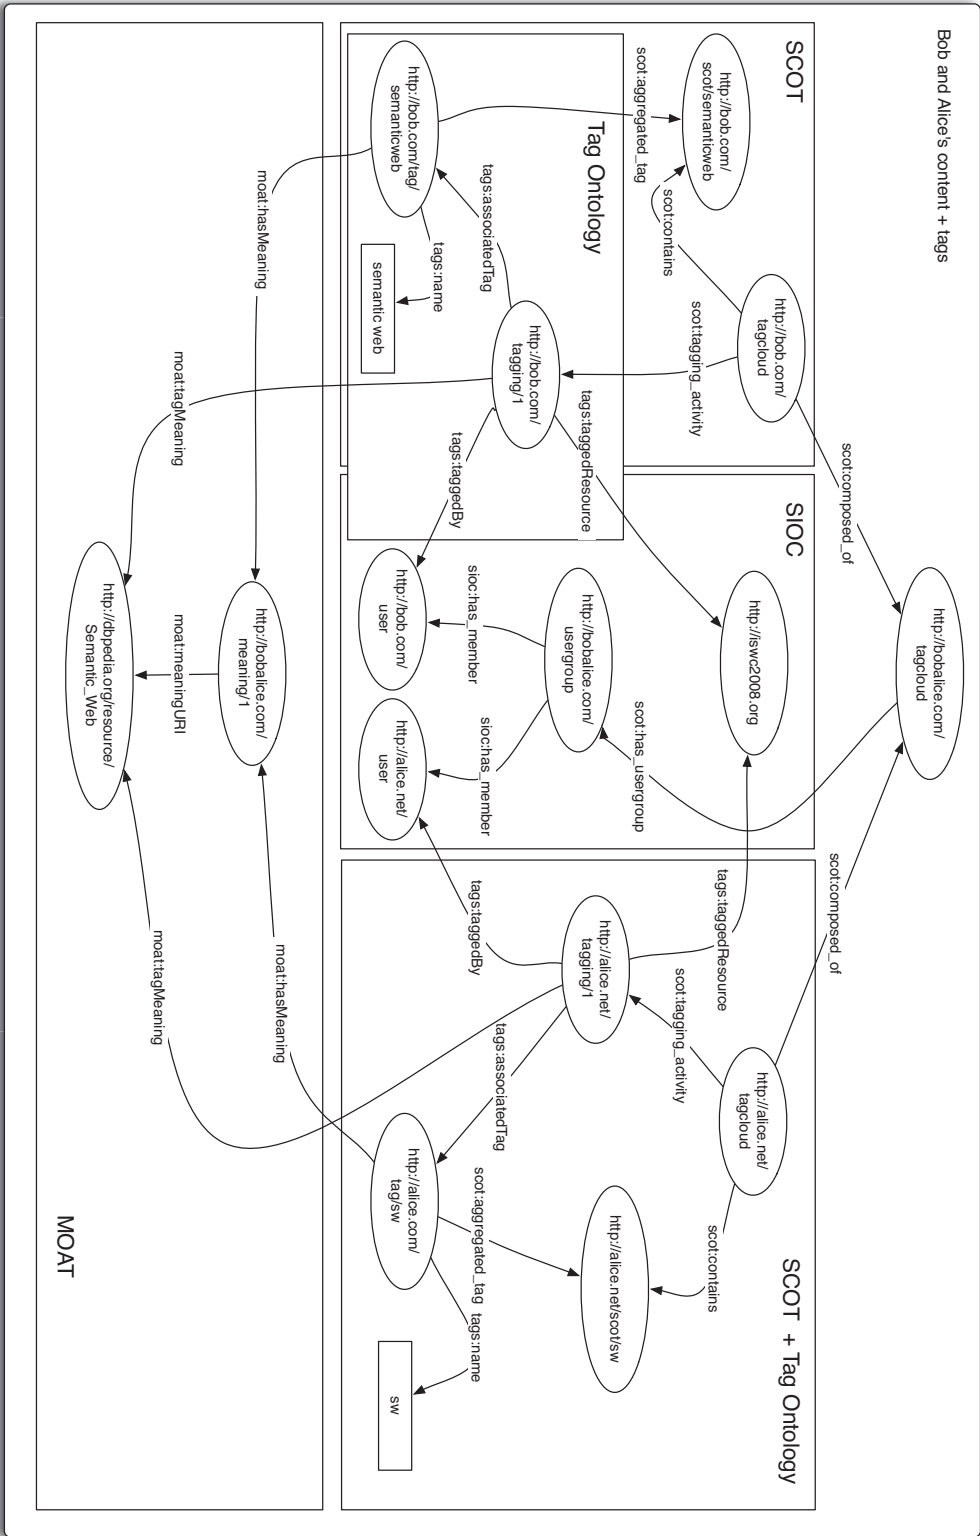 Bob and Alice's content + tags
http://bobalice.com/
tagcloud
scot:composed_of
scot:composed_of
SCOT
SIOC
SCOT + Tag Ontology
http://bob.com/
scot/semanticweb
http://bob.com/
tagcloud
http://iswc2008.org
http://alice.net/
tagcloud
scot:contains
scot:tagging_activity
scot:aggregated_tag
scot:has_usergroup
tags:taggedResource
scot:tagging_activity
scot:contains
Tag Ontology
tags:taggedResource
http://bobalice.com/
usergroup
http://alice.net/
tagging/1
http://alice.net/scot/sw
http://bob.com/
tagging/1
tags:associatedTag
tags:name
tags:taggedBy
sioc:has_member
sioc:has_member
tags:taggedBy
tags:associatedTag
scot:aggregated_tag
tags:name
http://bob.com/tag/
semanticweb
semantic web
http://bob.com/
user
http://alice.net/
user
http://alice.com/
tag/sw
sw
moat:hasMeaning
http://bobalice.com/
meaning/1
moat:hasMeaning
moat:tagMeaning
moat:meaningURI
moat:tagMeaning
http://dbpedia.org/resource/
Semantic_Web
MOAT